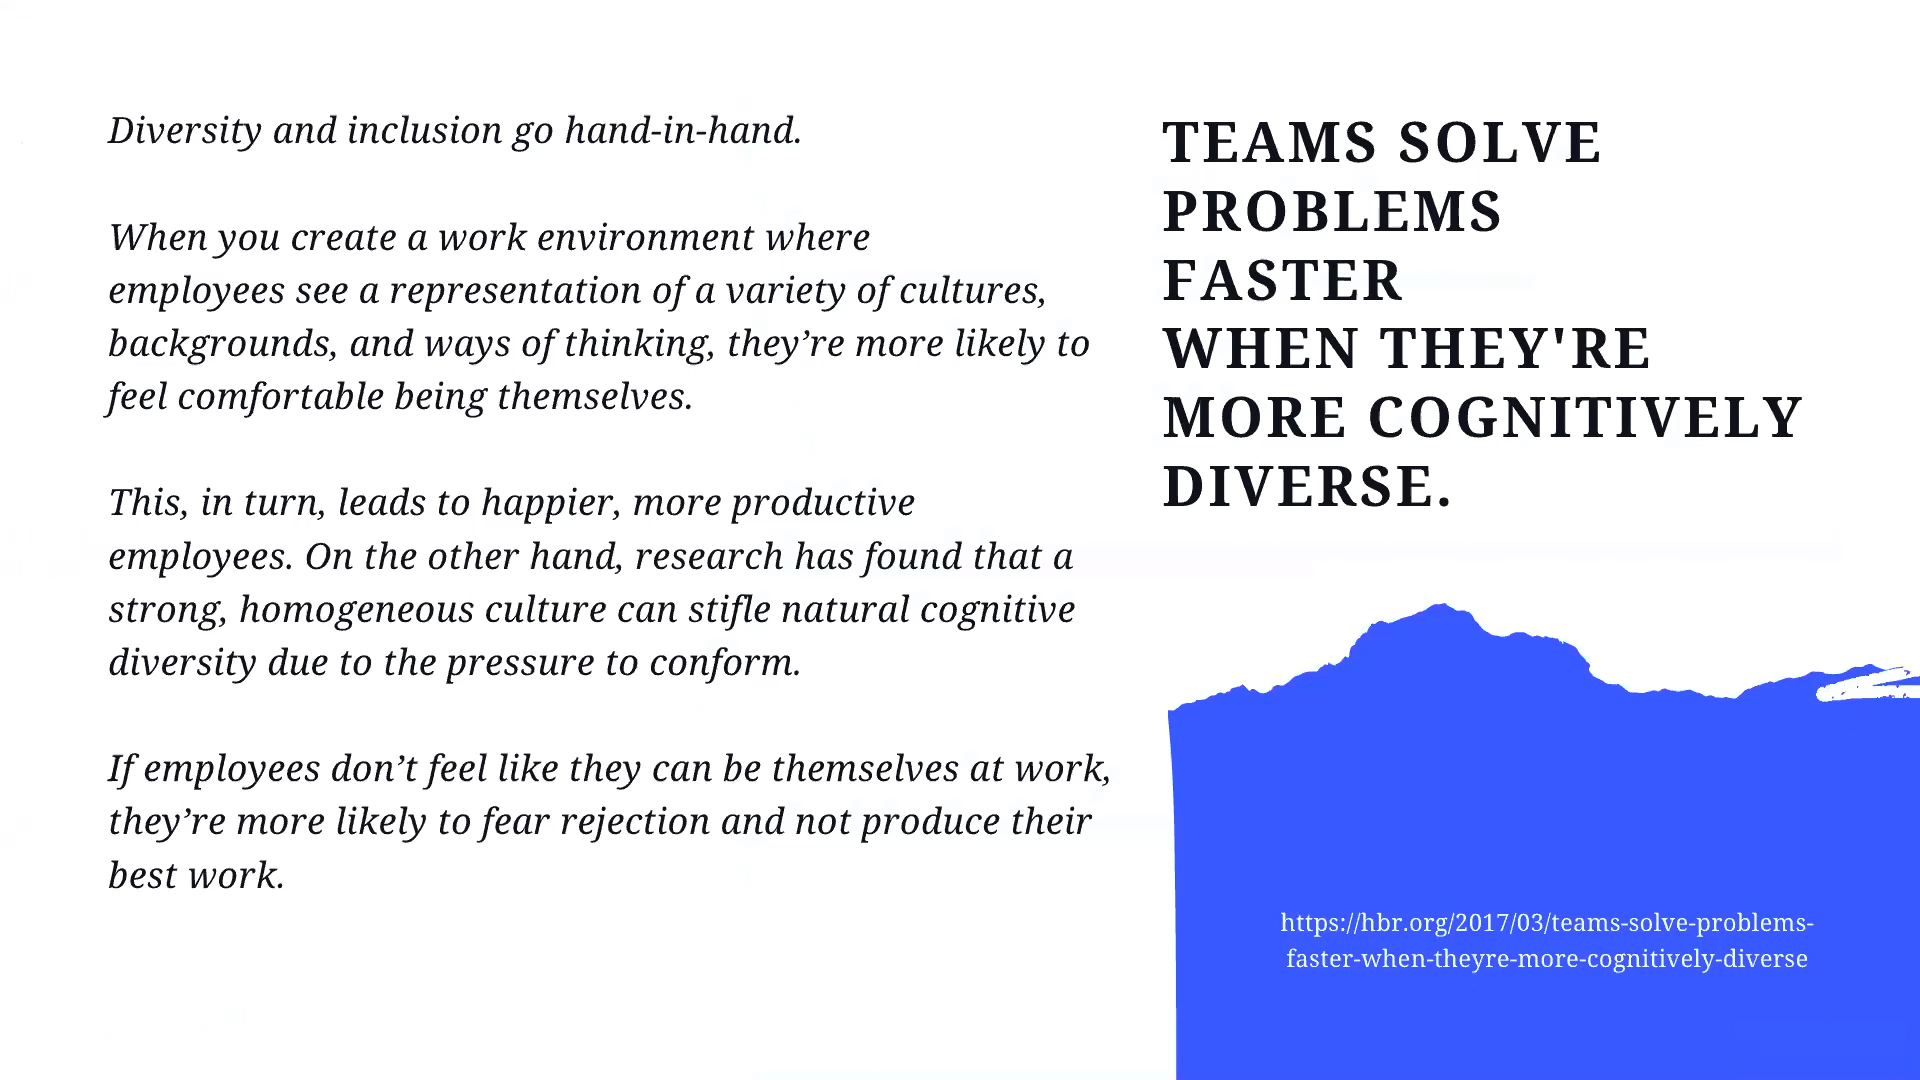 Diversity and inclusion go hand-in-hand.
When you create a work environment where
employees see a representation of a variety of cultures,
backgrounds, and ways of thinking, they’re more likely to
feel comfortable being themselves.
This, in turn, leads to happier, more productive
employees. On the other hand, research has found that a
strong, homogeneous culture can stifle natural cognitive
diversity due to the pressure to conform.
If employees don’t feel like they can be themselves at work,
they’re more likely to fear rejection and not produce their
best work.
TEAMS SOLVE
PROBLEMS
FASTER
WHEN THEY'RE
MORE COGNITIVELY
DIVERSE.
https://hbr.org/2017/03/teams-solve-problems-
faster-when-theyre-more-cognitively-diverse